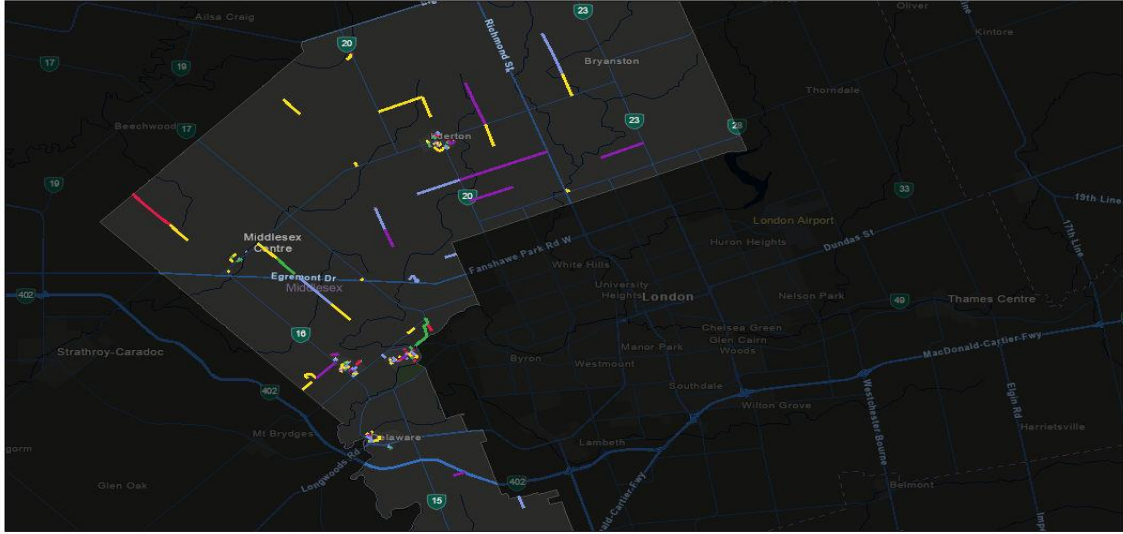 Ailsa Craig
23
Oliver
Kintore
20
Richmond St
Bryanston
17
19
Thorndale
Beechwood
17
23
28
19
20
33
19th Line
London Airport
17th Line
Middlesex
Centre
Huron Heights
Dundas St
Fanshawe Park Rd W
White Hills
Egremont Dr
Middlesex
University
Heights
London
Nelson Park
402
49
Thames Centre
16
Chelsea Green
Glen Cairn
Woods
Manor Park
Strathroy-Caradoc
Byron
Westmount
MacDonald-Cartier-Fwy
Southdale
402
Wilton Grove
Westchester Bourne
Elgin Rd
Mt Brydges
Lambeth
Harrietsville
Longwoods Rd
Glen Oak
402
Belmont
15